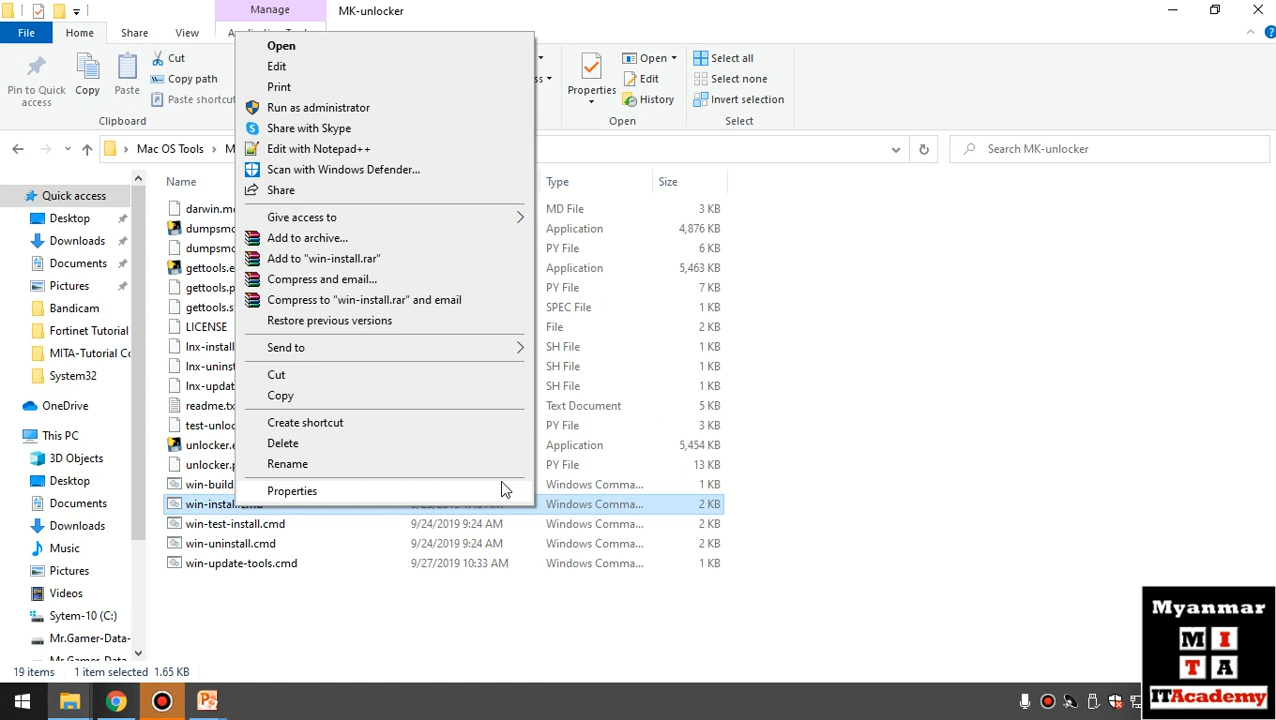 Manage
MK-unlocker
File
Home
Share
View
Pin to Quick access
Copy
Paste
Cut
Copy path
Paste shortcut
Clipboard
Properties
Open
Edit
History
Open
Select all
Select none
Invert selection
Select
Open
Edit
Print
Run as administrator
Share with Skype
Edit with Notepad++
Scan with Windows Defender...
Share
Give access to
Add to archive...
Add to "win-install.rar"
Compress and email...
Compress to "win-install.rar" and email
Restore previous versions
Send to
Cut
Copy
Create shortcut
Delete
Rename
Properties
Mac OS Tools
Search MK-unlocker
Quick access
Desktop
Downloads
Documents
Pictures
Bandicam
Fortinet Tutorial
MITA-Tutorial Co
System32
OneDrive
This PC
3D Objects
Desktop
Documents
Downloads
Music
Pictures
Videos
Sytem-10 (C:)
Mr.Gamer-Data-
Name Type Size
darwin.m MD File 3 KB
dumpsmc Application 4,876 KB
dumpsmc PY File 6 KB
gettools.e Application 5,463 KB
gettools.p PY File 7 KB
gettools.s SPEC File 1 KB
LICENSE File 2 KB
lnx-install SH File 1 KB
lnx-unins SH File 1 KB
lnx-updat SH File 1 KB
readme.tx Text Document 5 KB
test-unloc PY File 3 KB
unlocker.e Application 5,454 KB
unlocker.p PY File 13 KB
win-build Windows Comma... 1 KB
win-install.cmd Windows Comma... 2 KB
win-test-install.cmd 9/24/2019 9:24 AM Windows Comma... 2 KB
win-uninstall.cmd 9/24/2019 9:24 AM Windows Comma... 2 KB
win-update-tools.cmd 9/27/2019 10:33 AM Windows Comma... 1 KB
19 items 1 item selected 1.65 KB
Myanmar
M I
T A
ITAcademy